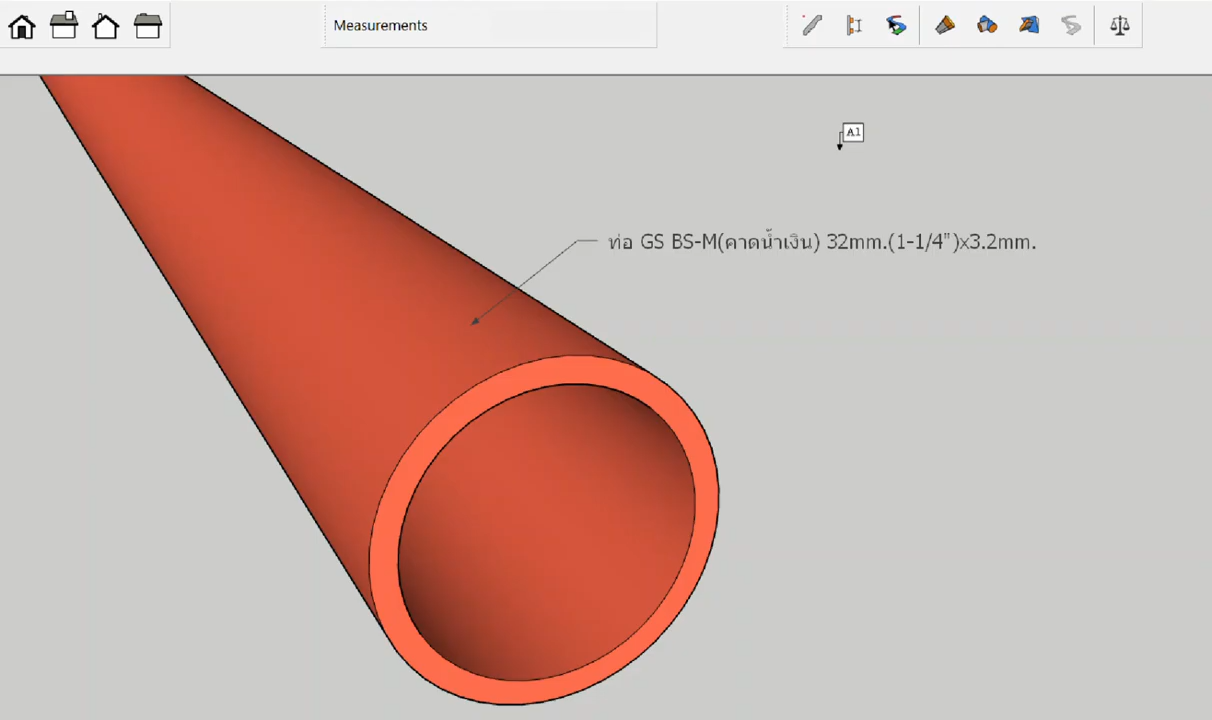 Measurements
A1
ท่อ GS BS-M(คาดน้ำเงิน) 32mm.(1-1/4")x3.2mm.